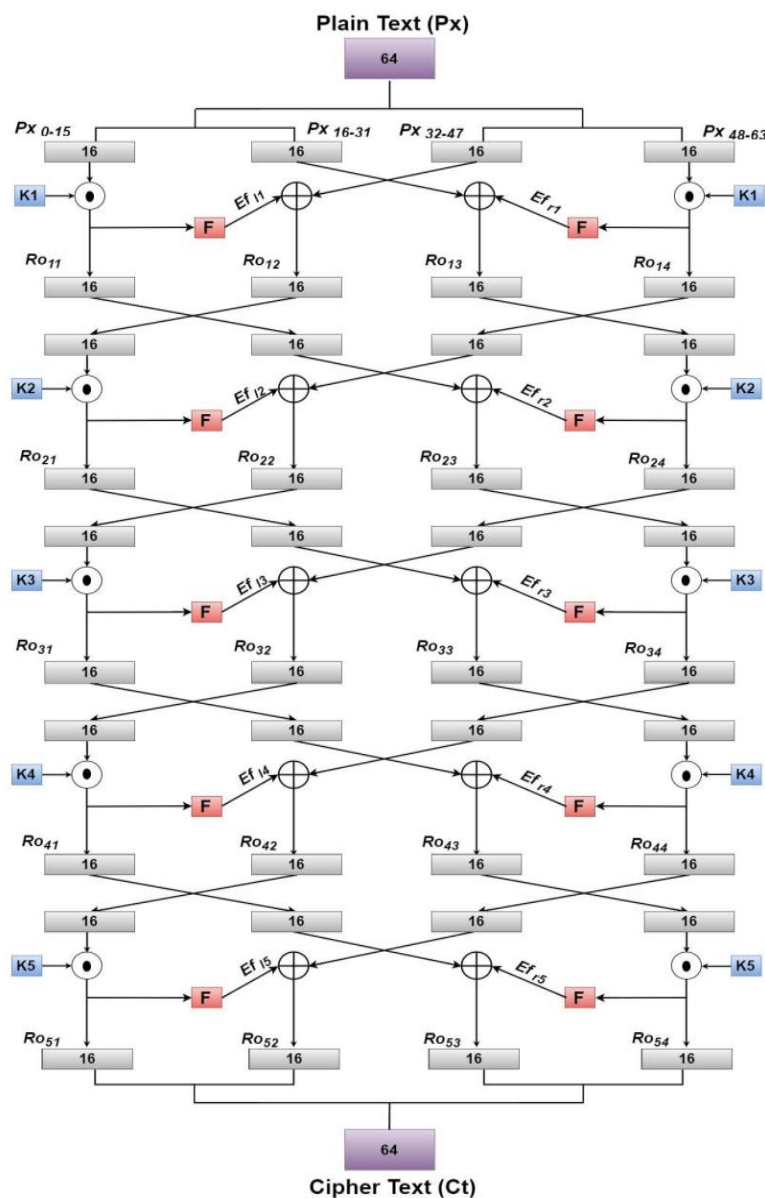 Plain Text (Px)
64
Px 0-15 Px 16-31 Px 32-47 Px 48-63
16 16 16 16
K1 Ef l1 Ef r1 K1
F F
Ro11 Ro12 Ro13 Ro14
16 16 16 16
16 16 16 16
K2 Ef l2 Ef r2 K2
F F
Ro21 Ro22 Ro23 Ro24
16 16 16 16
16 16 16 16
K3 Ef l3 Ef r3 K3
F F
Ro31 Ro32 Ro33 Ro34
16 16 16 16
16 16 16 16
K4 Ef l4 Ef r4 K4
F F
Ro41 Ro42 Ro43 Ro44
16 16 16 16
16 16 16 16
K5 Ef l5 Ef r5 K5
F F
Ro51 Ro52 Ro53 Ro54
16 16 16 16
64
Cipher Text (Ct)